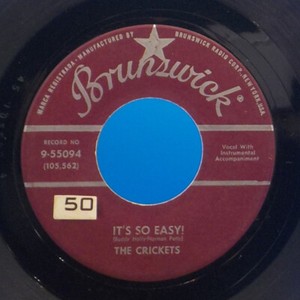 MARCA REGISTRADA · MANUFACTURED BY BRUNSWICK RADIO CORP., NEW YORK, USA
Brunswick®
RECORD NO
9-55094
(105,562)
Vocal With
Instrumental
Accompaniment
50
IT'S SO EASY!
(Buddy Holly-Norman Petty)
THE CRICKETS